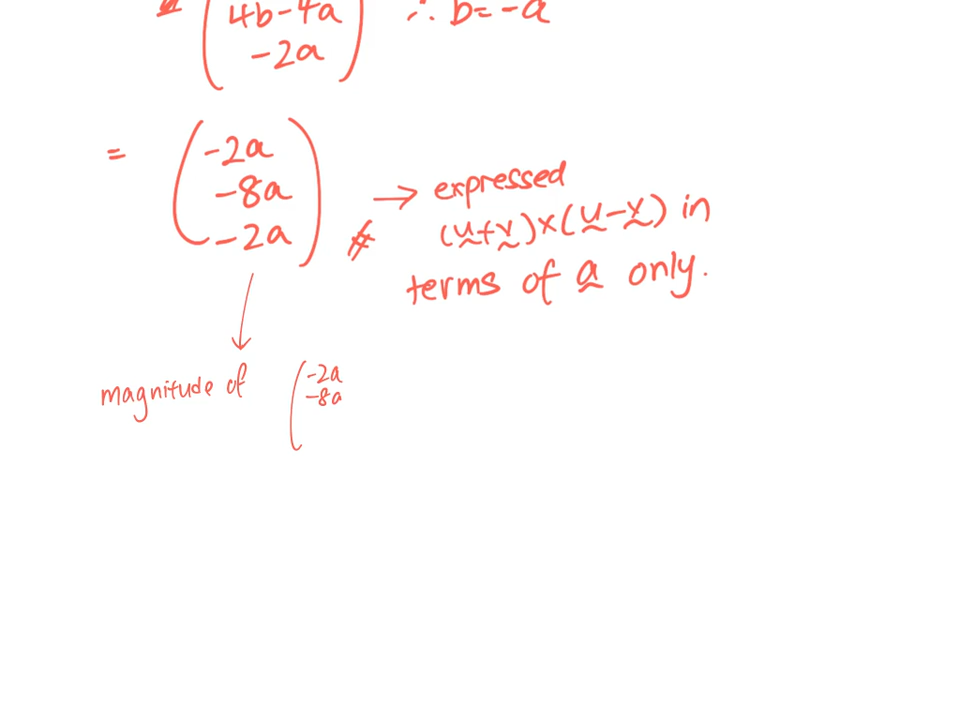 4b-4a ∴ b=-a
-2a
= (-2a
-8a → expressed
-2a) # (u+v)×(u-v) in
terms of a only.
magnitude of (-2a
-8a